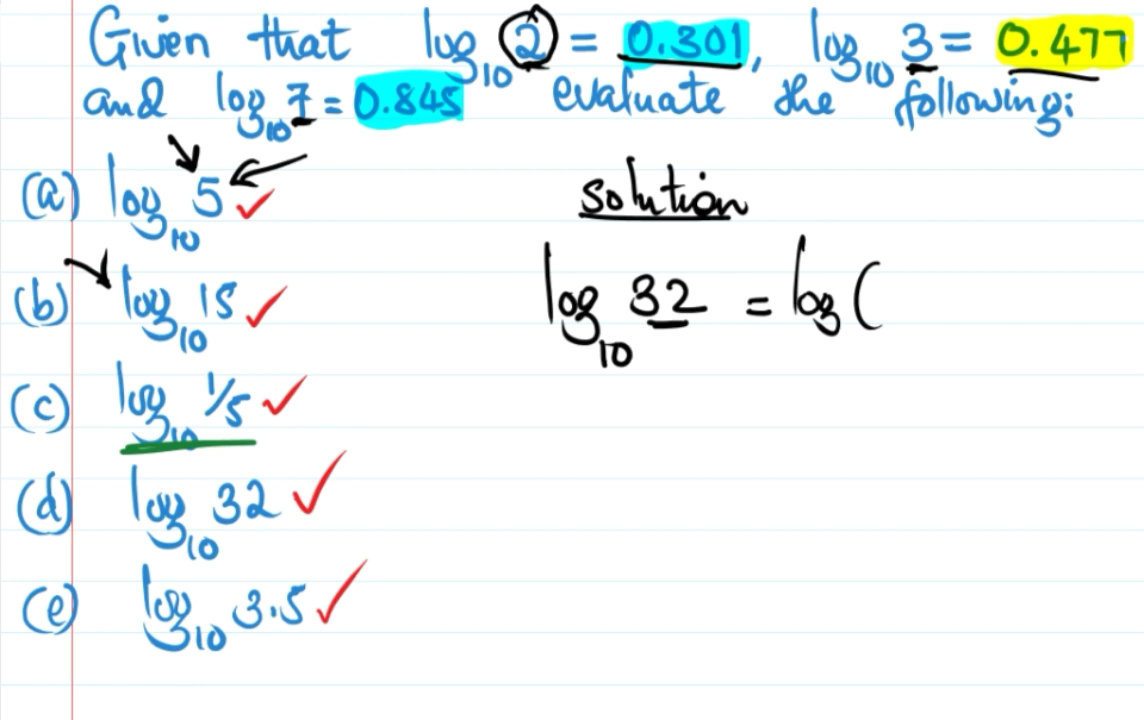 Given that log₁₀ 2 = 0.301, log₁₀ 3 = 0.477
and log₁₀ 7 = 0.845 evaluate the following:
(a) log₁₀ 5 ✓
solution
(b) log₁₀ 15 ✓
log₁₀ 32 = log (
(c) log₁₀ 1/5 ✓
(d) log₁₀ 32 ✓
(e) log₁₀ 3.5 ✓